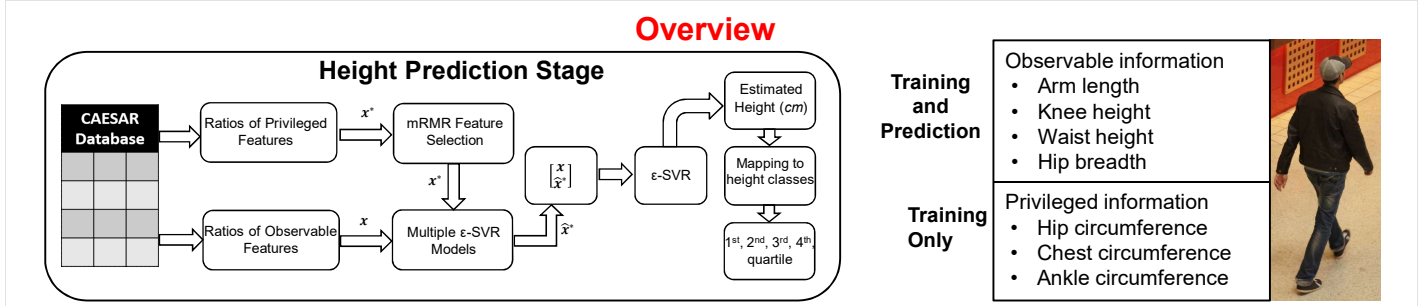 Overview
Height Prediction Stage
CAESAR
Database
Ratios of Privileged
Features
x*
mRMR Feature
Selection
x*
Ratios of Observable
Features
x
Multiple ε-SVR
Models
x̂*
[x
x̂*]
ε-SVR
Estimated
Height (cm)
Mapping to
height classes
1st, 2nd, 3rd, 4th,
quartile
Training
and
Prediction
Observable information
• Arm length
• Knee height
• Waist height
• Hip breadth
Training
Only
Privileged information
• Hip circumference
• Chest circumference
• Ankle circumference